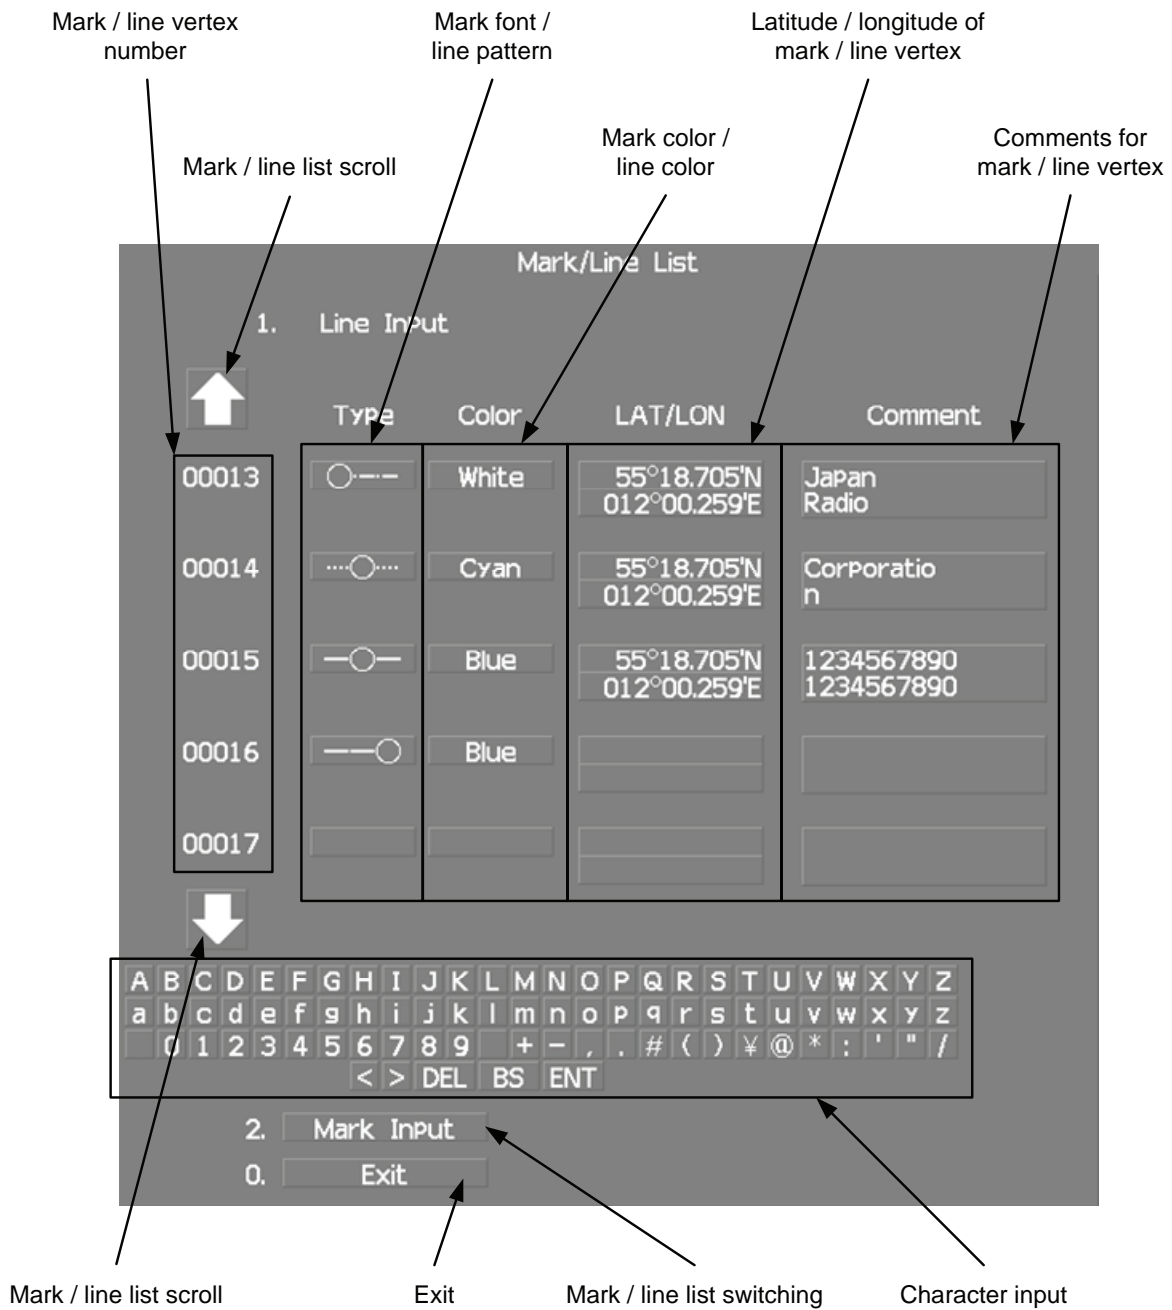 Mark / line vertex
number
Mark font /
line pattern
Latitude / longitude of
mark / line vertex
Mark / line list scroll
Mark color /
line color
Comments for
mark / line vertex
Mark/Line List
1. Line Input
Type Color LAT/LON Comment
00013 White 55°18.705'N Japan
012°00.259'E Radio
00014 Cyan 55°18.705'N Corporatio
012°00.259'E n
00015 Blue 55°18.705'N 1234567890
012°00.259'E 1234567890
00016 Blue
00017
A B C D E F G H I J K L M N O P Q R S T U V W X Y Z
a b c d e f g h i j k l m n o p q r s t u v w x y z
0 1 2 3 4 5 6 7 8 9 + - , . # ( ) ¥ @ * : ' " /
< > DEL BS ENT
2. Mark Input
0. Exit
Mark / line list scroll
Exit
Mark / line list switching
Character input